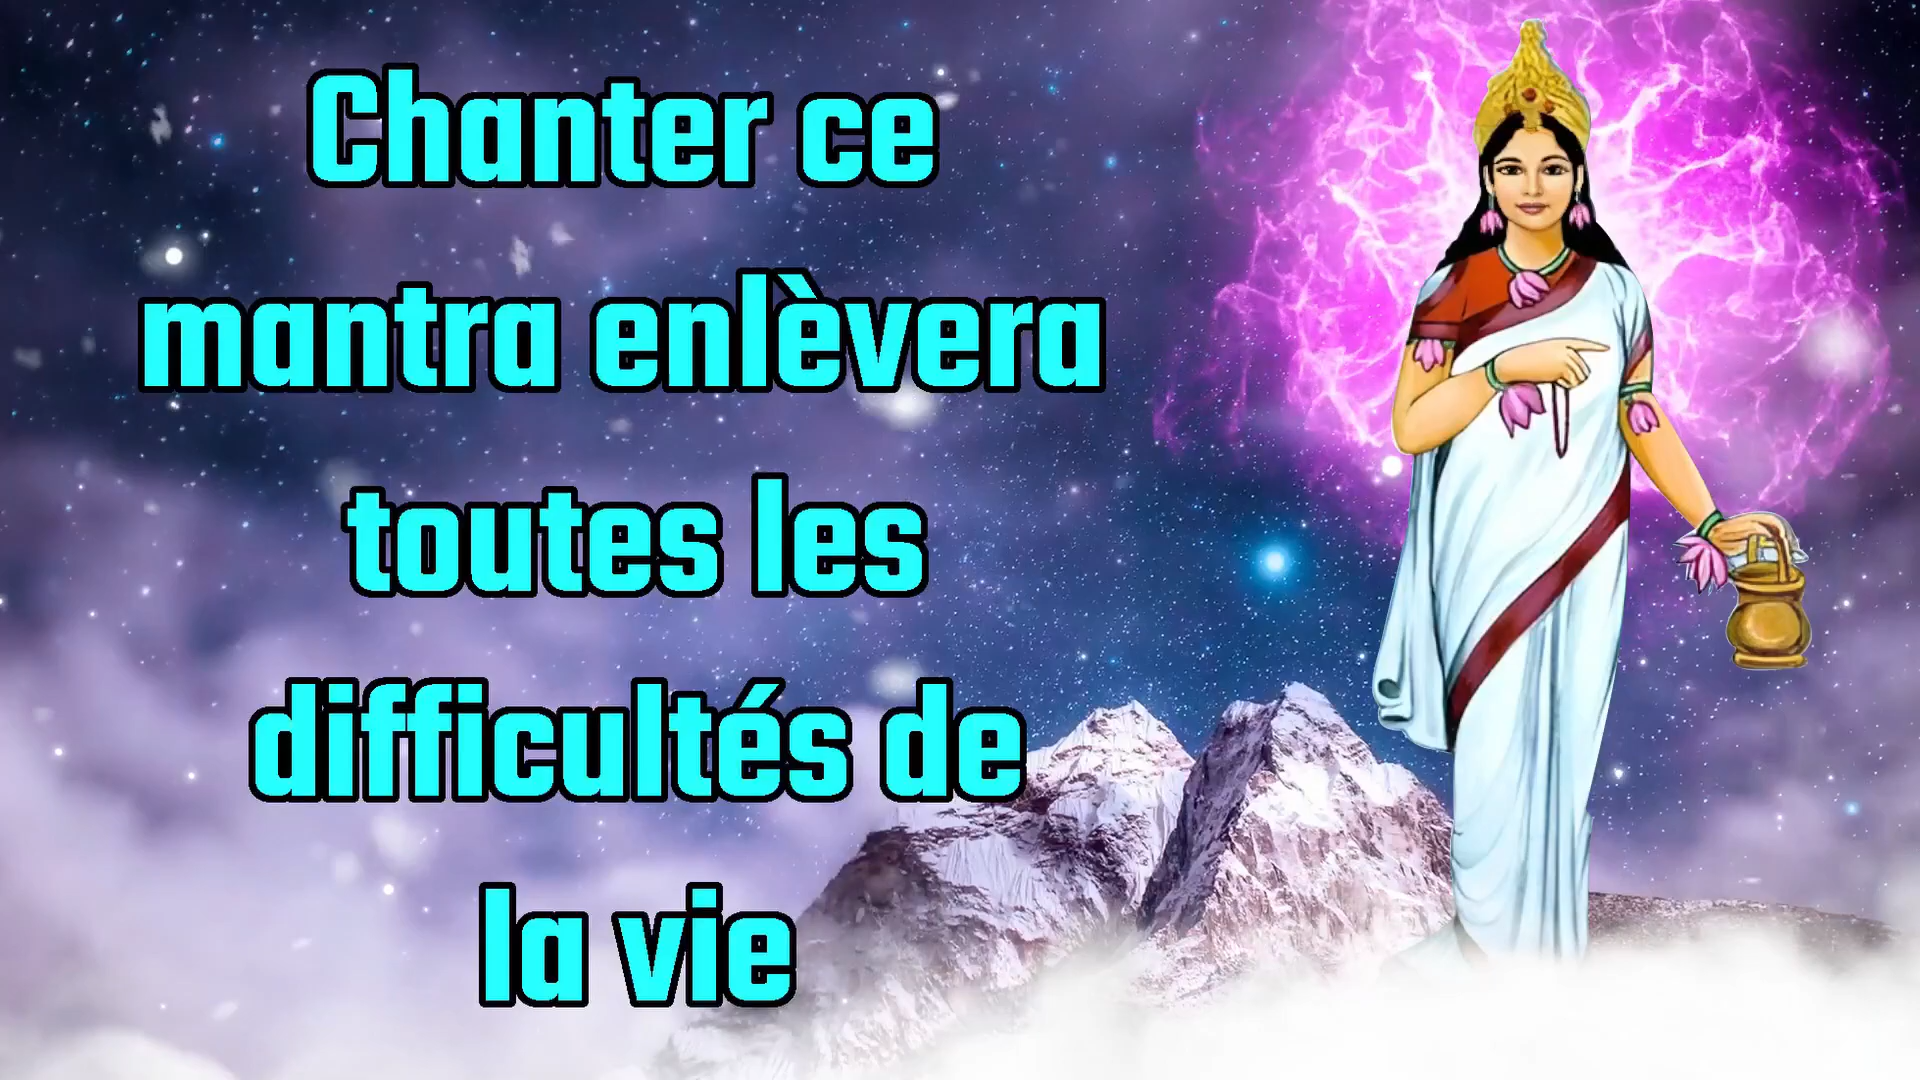 Chanter ce
mantra enlèvera
toutes les
difficultés de
la vie